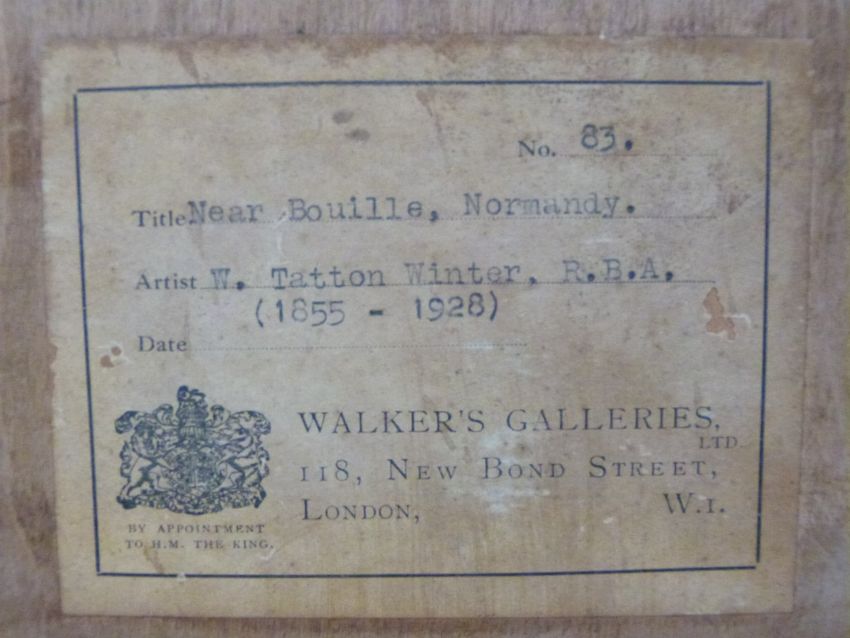 No. 83.
Title Near Bouille, Normandy.
Artist W. Tatton Winter, R.B.A.
(1855 - 1928)
Date
WALKER'S GALLERIES, LTD
118, NEW BOND STREET,
LONDON, W.1.
BY APPOINTMENT
TO H.M. THE KING.